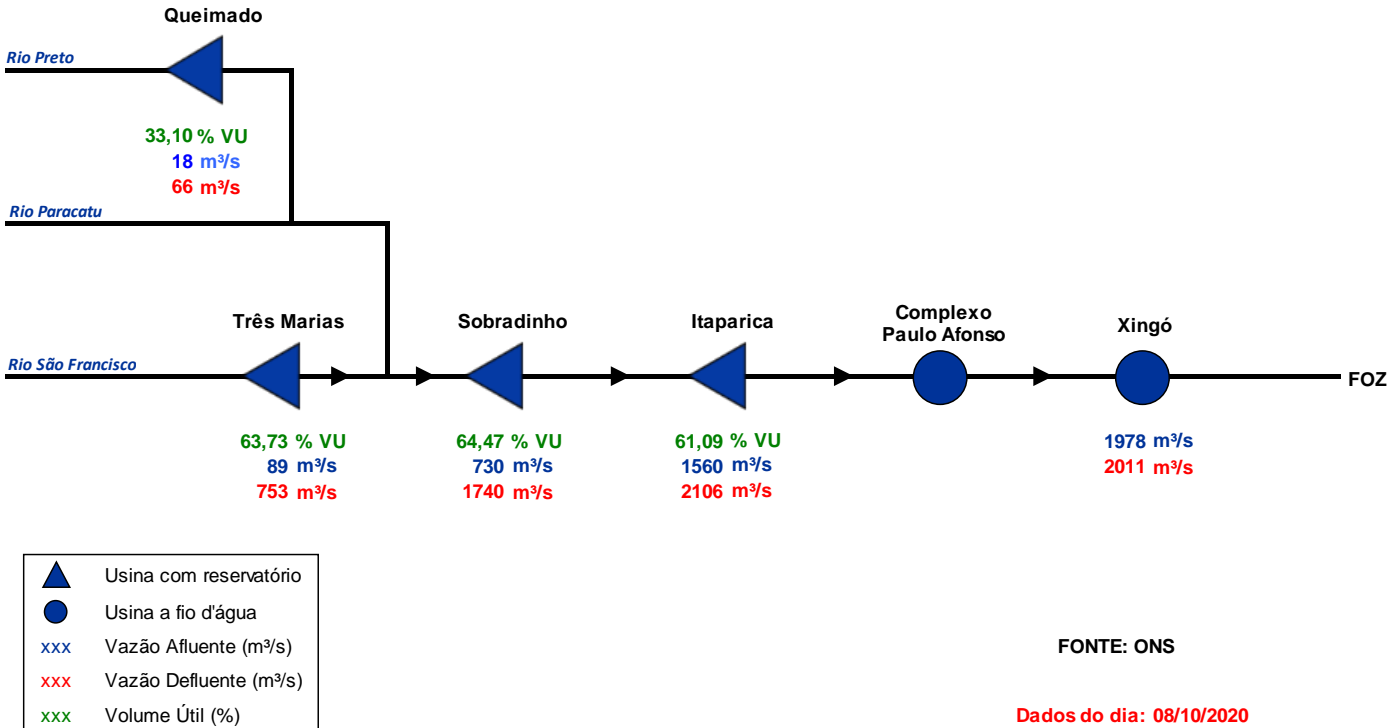 Queimado
Rio Preto
33,10 % VU
18 m³/s
66 m³/s
Rio Paracatu
Três Marias
Sobradinho
Itaparica
Complexo
Paulo Afonso
Xingó
Rio São Francisco
FOZ
63,73 % VU
89 m³/s
753 m³/s
64,47 % VU
730 m³/s
1740 m³/s
61,09 % VU
1560 m³/s
2106 m³/s
1978 m³/s
2011 m³/s
Usina com reservatório
Usina a fio d'água
xxx Vazão Afluente (m³/s)
xxx Vazão Defluente (m³/s)
xxx Volume Útil (%)
FONTE: ONS
Dados do dia: 08/10/2020